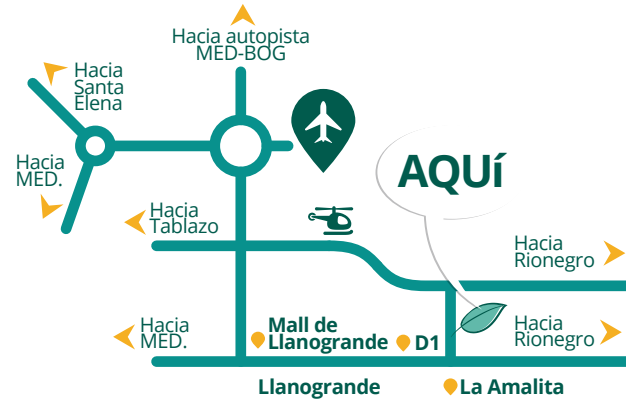 Hacia autopista
MED-BOG
Hacia
Santa
Elena
Hacia
MED.
AQUí
Hacia
Tablazo
Hacia
Rionegro
Hacia
MED.
Mall de
Llanogrande
D1
Hacia
Rionegro
Llanogrande
La Amalita